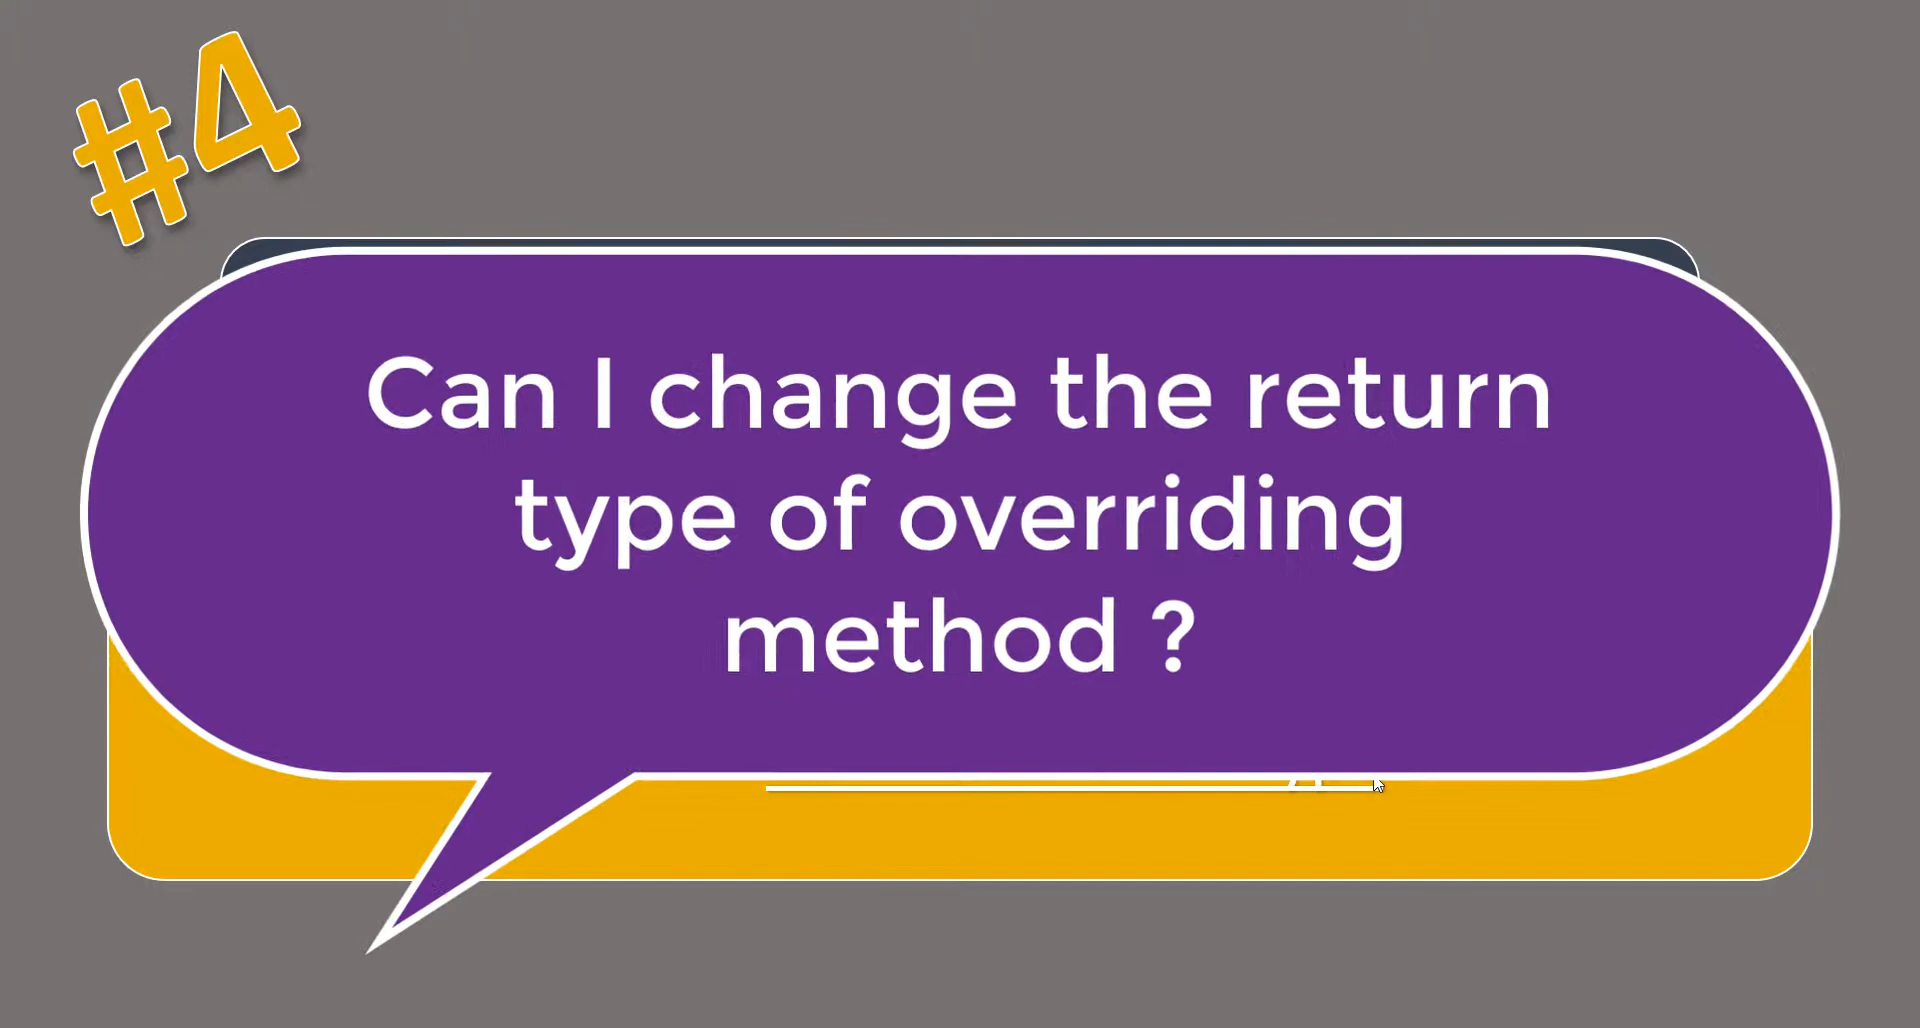 #4
Can I change the return
type of overriding
method ?